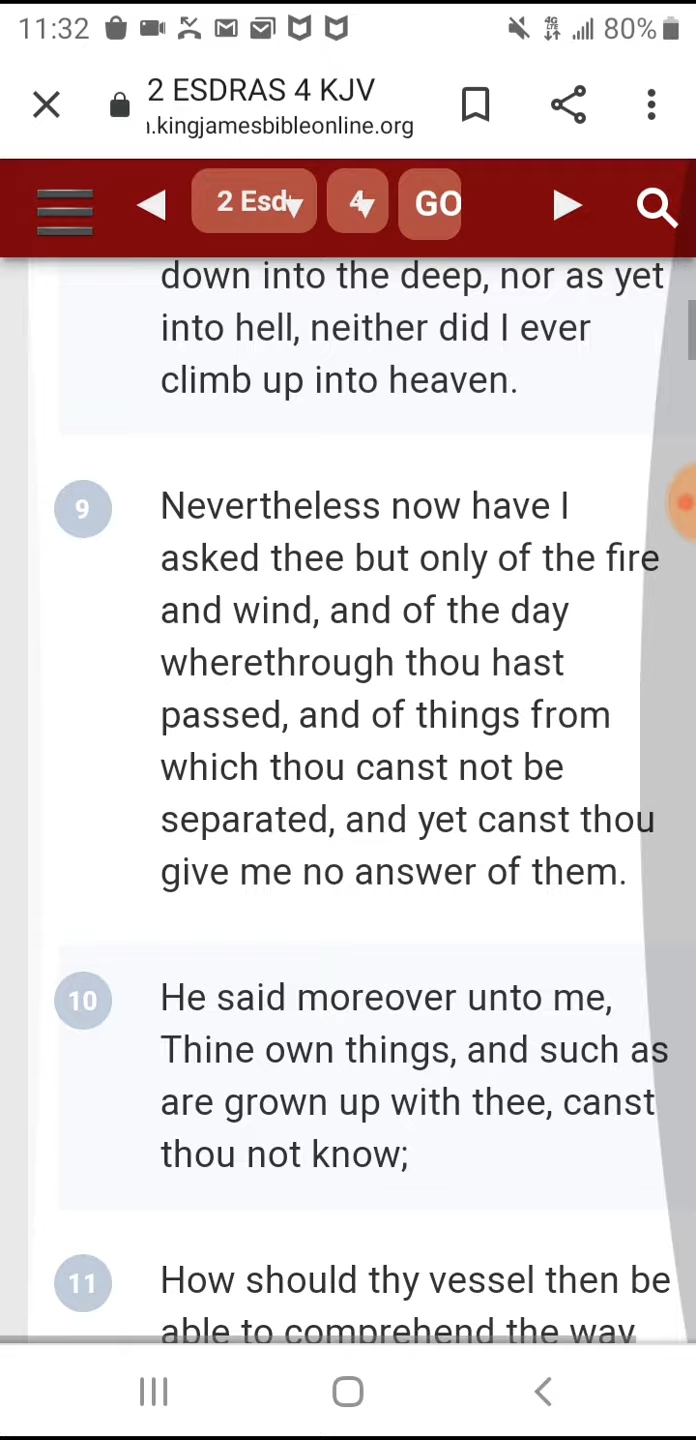 11:32
4G
LTE
80%
2 ESDRAS 4 KJV
.kingjamesbibleonline.org
2 Esd
4
GO
down into the deep, nor as yet
into hell, neither did I ever
climb up into heaven.
9
Nevertheless now have I
asked thee but only of the fire
and wind, and of the day
wherethrough thou hast
passed, and of things from
which thou canst not be
separated, and yet canst thou
give me no answer of them.
10
He said moreover unto me,
Thine own things, and such as
are grown up with thee, canst
thou not know;
11
How should thy vessel then be
able to comprehend the way